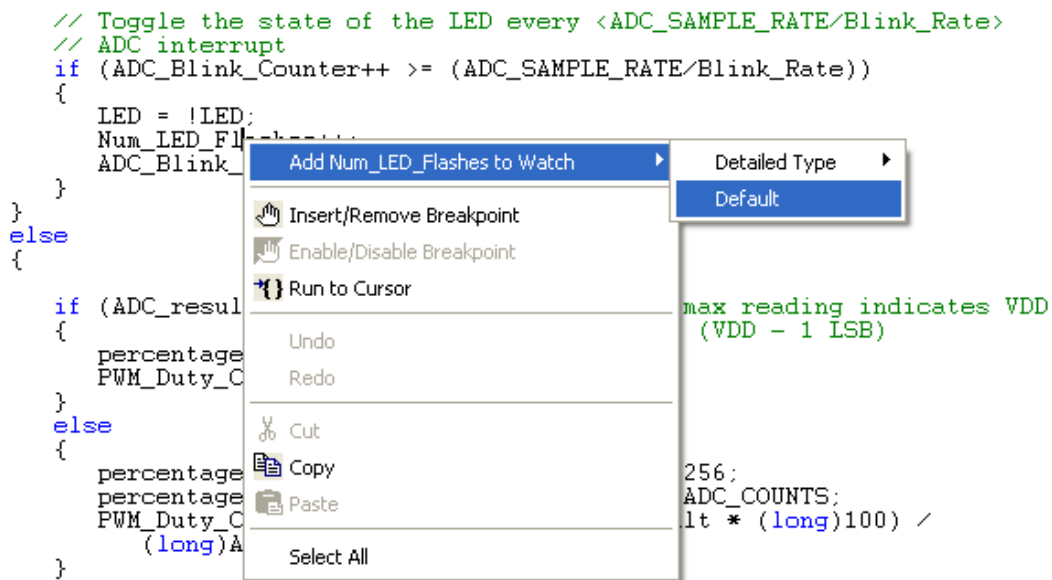 // Toggle the state of the LED every <ADC_SAMPLE_RATE/Blink_Rate>
// ADC interrupt
if (ADC_Blink_Counter++ >= (ADC_SAMPLE_RATE/Blink_Rate))
{
LED = !LED;
Num_LED_Fl
ADC_Blink_
}
}
else
{
if (ADC_resul max reading indicates VDD
{ (VDD - 1 LSB)
percentage
PWM_Duty_C
}
else
{
percentage 256;
percentage ADC_COUNTS;
PWM_Duty_C lt * (long)100) /
(long)A
}
Add Num_LED_Flashes to Watch
Insert/Remove Breakpoint
Enable/Disable Breakpoint
Run to Cursor
Undo
Redo
Cut
Copy
Paste
Select All
Detailed Type
Default